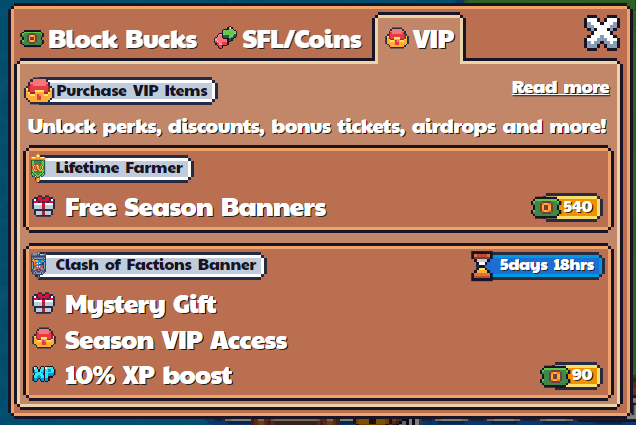 Block Bucks SFL/Coins VIP
Purchase VIP Items Read more
Unlock perks, discounts, bonus tickets, airdrops and more!
Lifetime Farmer
Free Season Banners 540
Clash of Factions Banner 5days 18hrs
Mystery Gift
Season VIP Access
XP 10% XP boost 90